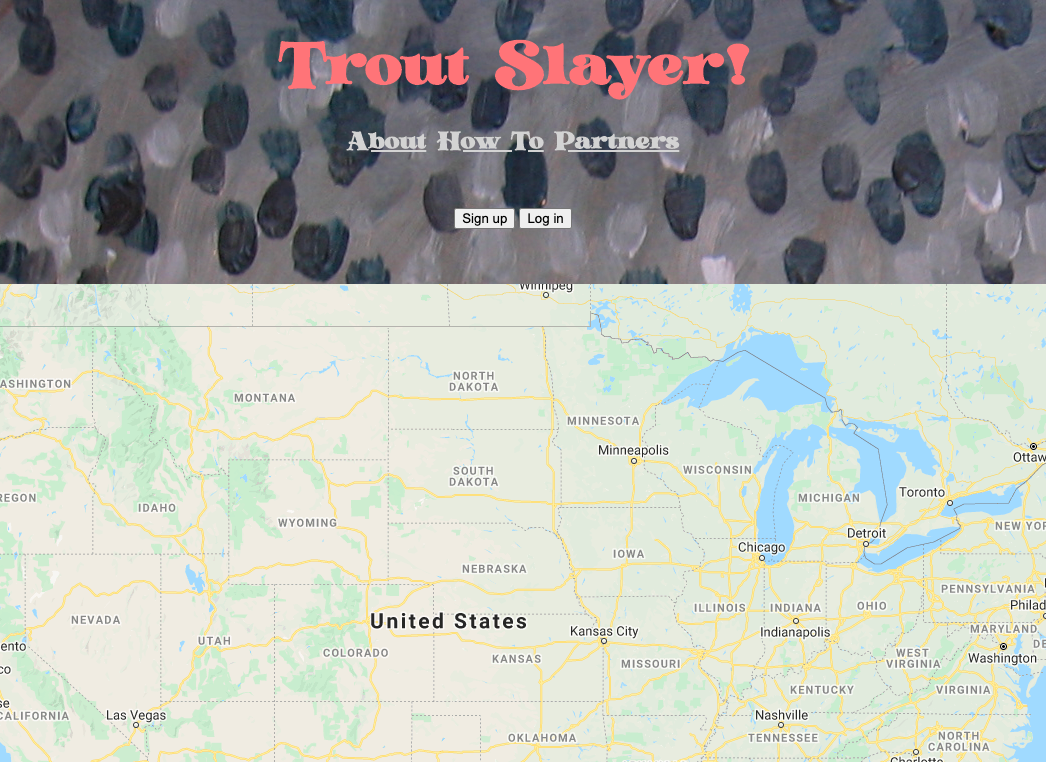 Trout Slayer!
About How To Partners
Sign up Log in
Winnipeg
ASHINGTON
MONTANA
NORTH
DAKOTA
MINNESOTA
Minneapolis
WISCONSIN
Ottaw
REGON
IDAHO
SOUTH
DAKOTA
MICHIGAN
Toronto
WYOMING
Detroit
NEW YOR
Chicago
IOWA
NEBRASKA
PENNSYLVANIA
NEVADA
United States
ILLINOIS
INDIANA
OHIO
Philad
UTAH
Kansas City
Indianapolis
MARYLAND
ento
COLORADO
KANSAS
MISSOURI
WEST
VIRGINIA
Washington
DE
co
KENTUCKY
VIRGINIA
se
CALIFORNIA
Las Vegas
Nashville
OKLAHOMA
TENNESSEE
NORTH
CAROLINA
Charlotte